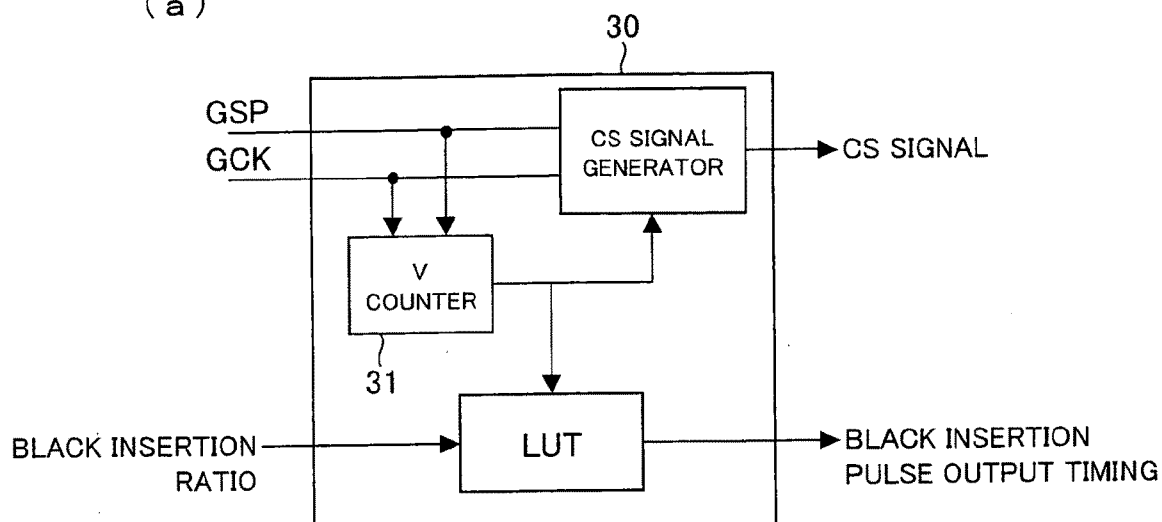 (a)
30
GSP
GCK
CS SIGNAL
GENERATOR
CS SIGNAL
V
COUNTER
31
BLACK INSERTION
RATIO
LUT
BLACK INSERTION
PULSE OUTPUT TIMING